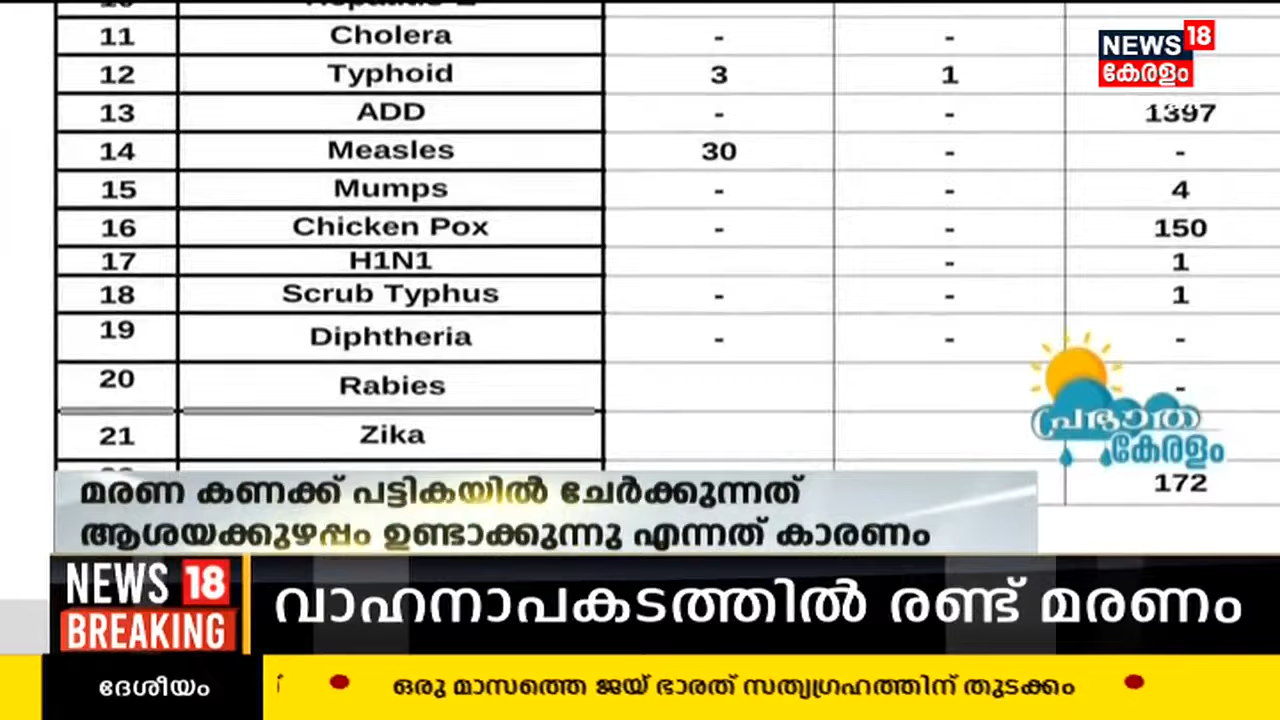 11 Cholera - -
12 Typhoid 3 1
13 ADD - - 1397
14 Measles 30 - -
15 Mumps - - 4
16 Chicken Pox - - 150
17 H1N1 - 1
18 Scrub Typhus - - 1
19 Diphtheria - - -
20 Rabies -
21 Zika
172
NEWS 18
കേരളം
പ്രഭാത
കേരളം
മരണ കണക്ക് പട്ടികയിൽ ചേർക്കുന്നത്
ആശയക്കുഴപ്പം ഉണ്ടാക്കുന്നു എന്നത് കാരണം
NEWS 18
BREAKING
വാഹനാപകടത്തിൽ രണ്ട് മരണം
ദേശീയം
ഒരു മാസത്തെ ജയ് ഭാരത് സത്യഗ്രഹത്തിന് തുടക്കം